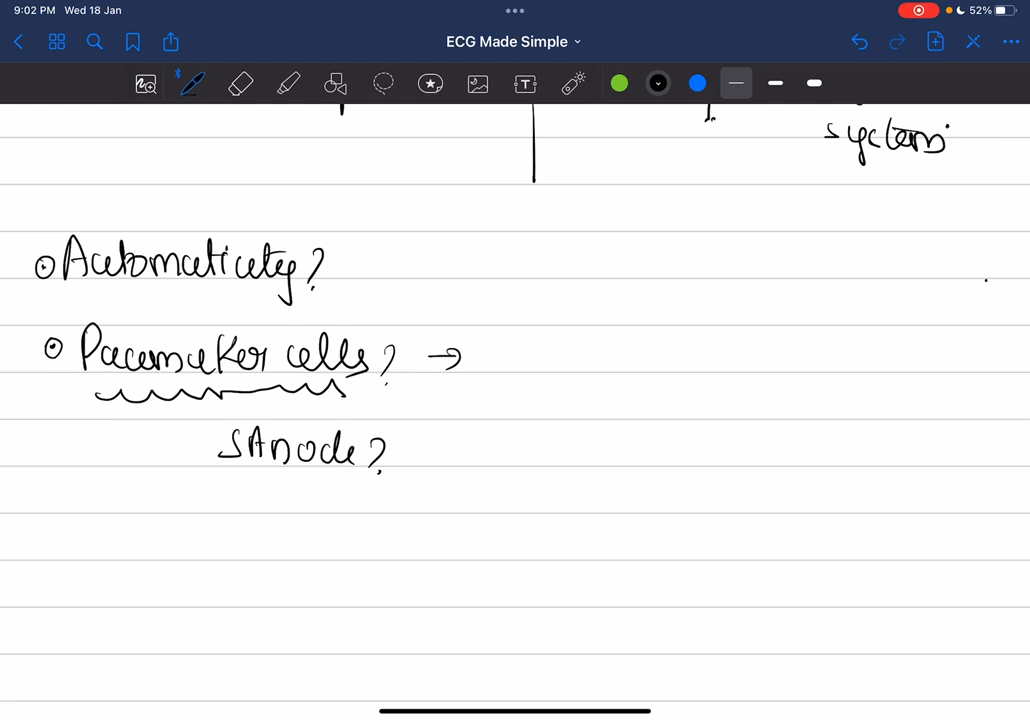 9:02 PM Wed 18 Jan
52%
ECG Made Simple
system
Automaticity?
Pacemaker cells? →
SA node?